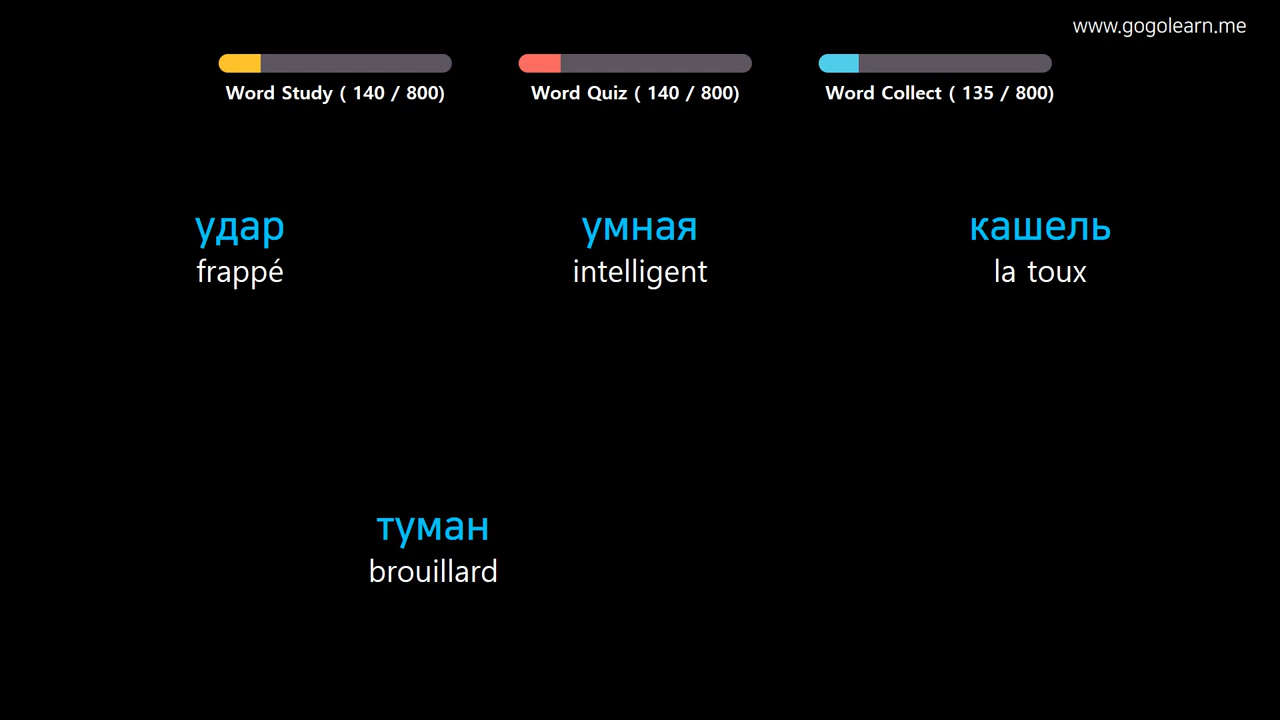 www.gogolearn.me
Word Study ( 140 / 800)
Word Quiz ( 140 / 800)
Word Collect ( 135 / 800)
удар
frappé
умная
intelligent
кашель
la toux
туман
brouillard